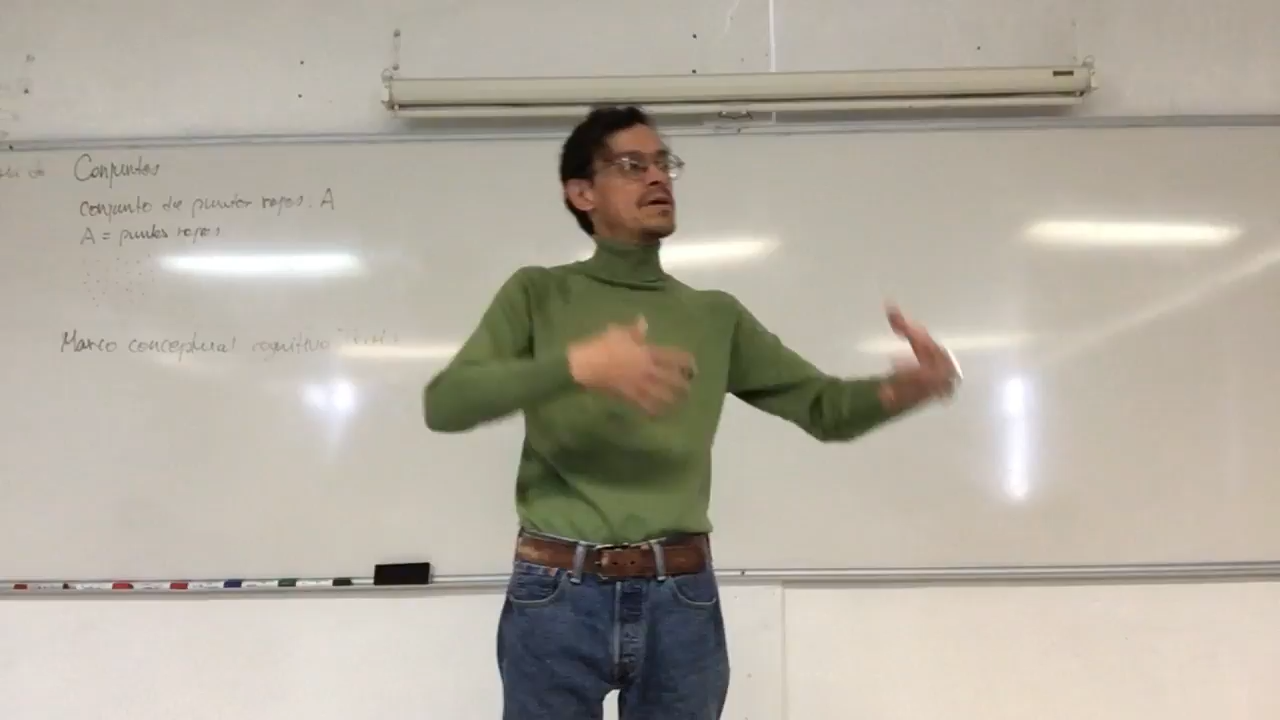 Conjuntos
conjunto de puntos rojos: A
A = puntos rojos
Marco conceptual cognitivo